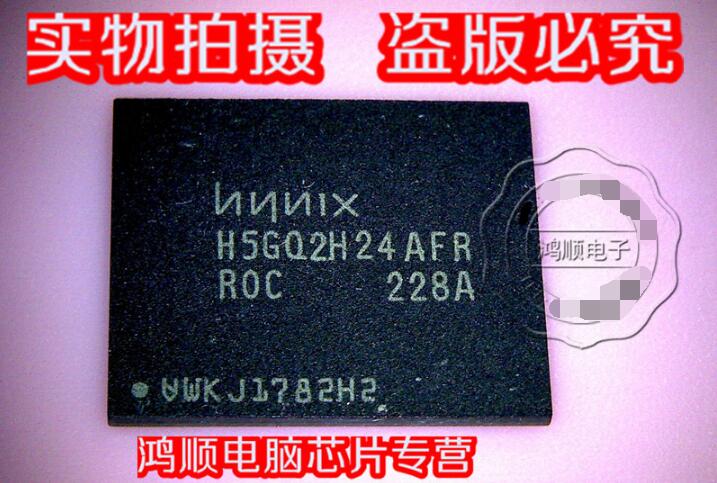 实物拍摄 盗版必究
hynix
H5GQ2H24AFR
R0C 228A
鸿顺电子
VWKJ1782H2
鸿顺电脑芯片专营